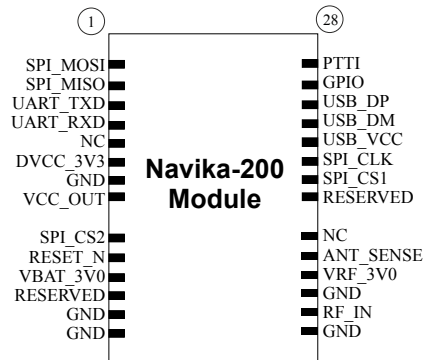 1
28
SPI_MOSI
SPI_MISO
UART_TXD
UART_RXD
NC
DVCC_3V3
GND
VCC_OUT
SPI_CS2
RESET_N
VBAT_3V0
RESERVED
GND
GND
Navika-200
Module
PTTI
GPIO
USB_DP
USB_DM
USB_VCC
SPI_CLK
SPI_CS1
RESERVED
NC
ANT_SENSE
VRF_3V0
GND
RF_IN
GND